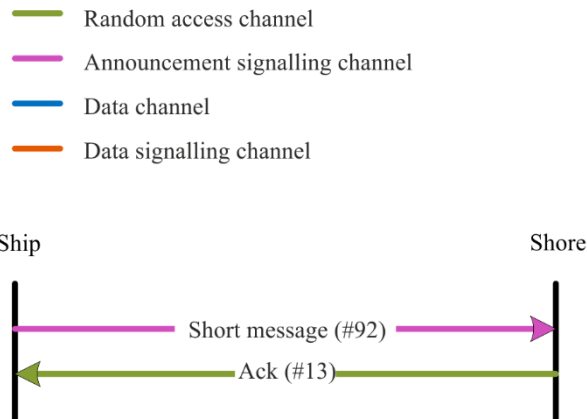 Random access channel
Announcement signalling channel
Data channel
Data signalling channel
Ship
Shore
Short message (#92)
Ack (#13)